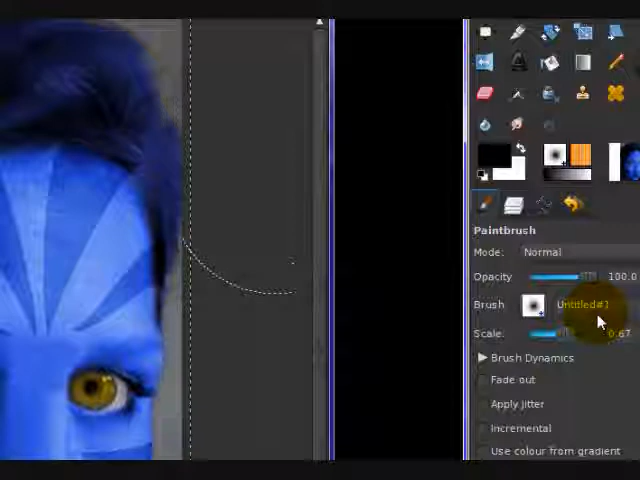 Paintbrush
Mode: Normal
Opacity 100.0
Brush Untitled#1
Scale: 0.67
Brush Dynamics
Fade out
Apply Jitter
Incremental
Use colour from gradient